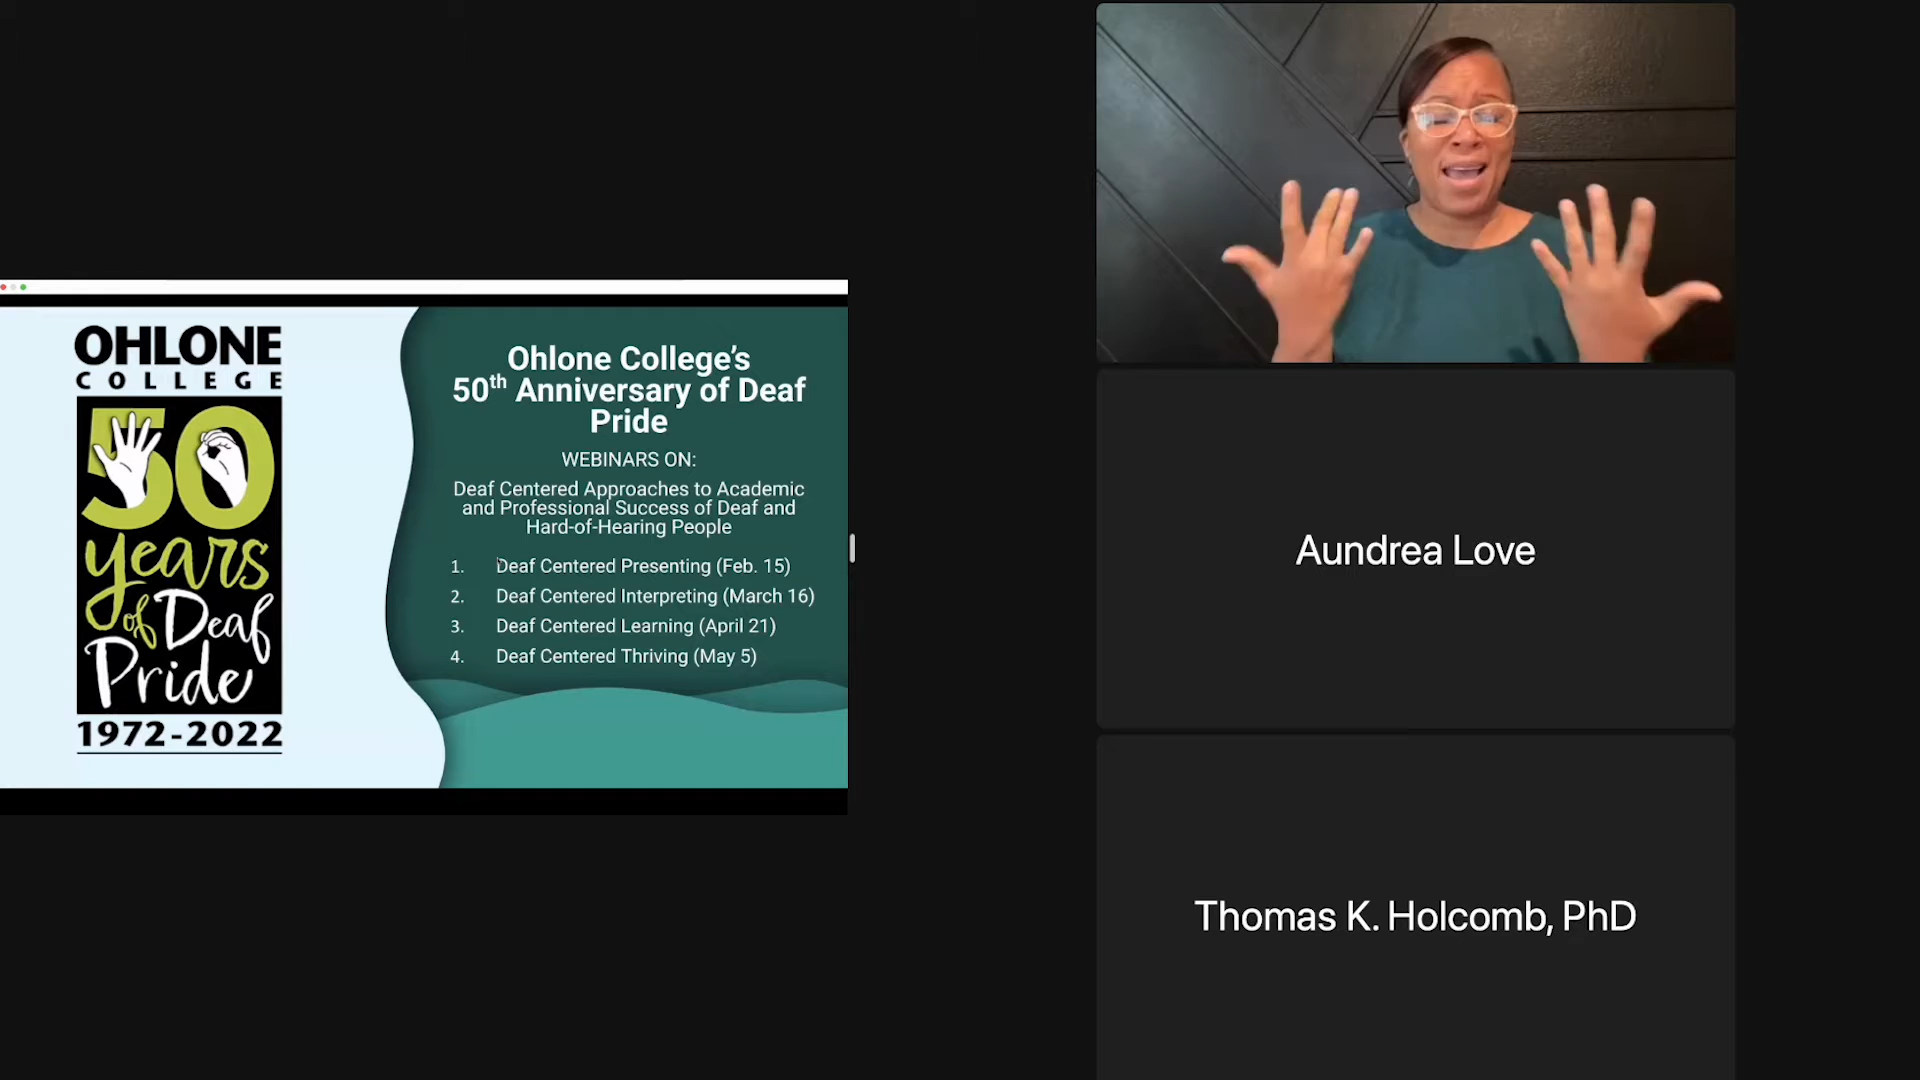 OHLONE
COLLEGE
50
years
of Deaf
Pride
1972-2022
Ohlone College’s
50th Anniversary of Deaf
Pride
WEBINARS ON:
Deaf Centered Approaches to Academic
and Professional Success of Deaf and
Hard-of-Hearing People
1. Deaf Centered Presenting (Feb. 15)
2. Deaf Centered Interpreting (March 16)
3. Deaf Centered Learning (April 21)
4. Deaf Centered Thriving (May 5)
Aundrea Love
Thomas K. Holcomb, PhD